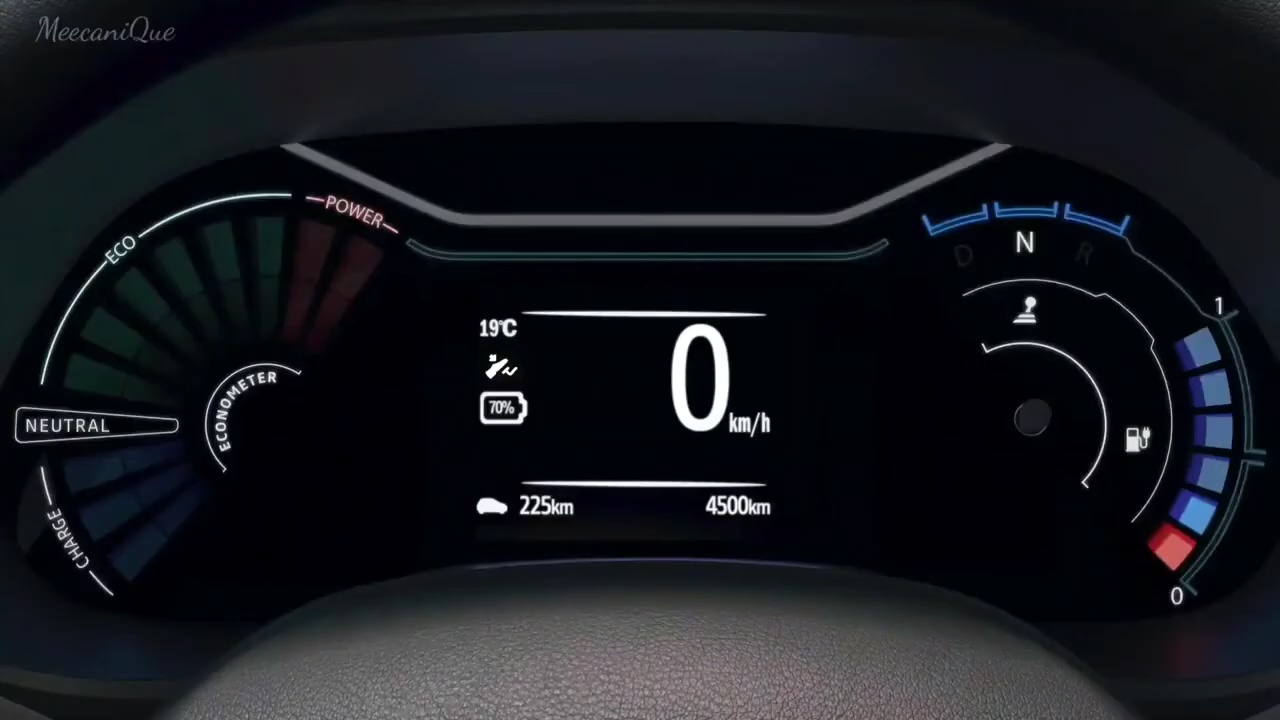 MeecaniQue
POWER
ECO
D N R
1
19℃
0 km/h
ECONOMETER
70%
NEUTRAL
225km 4500km
CHARGE
0